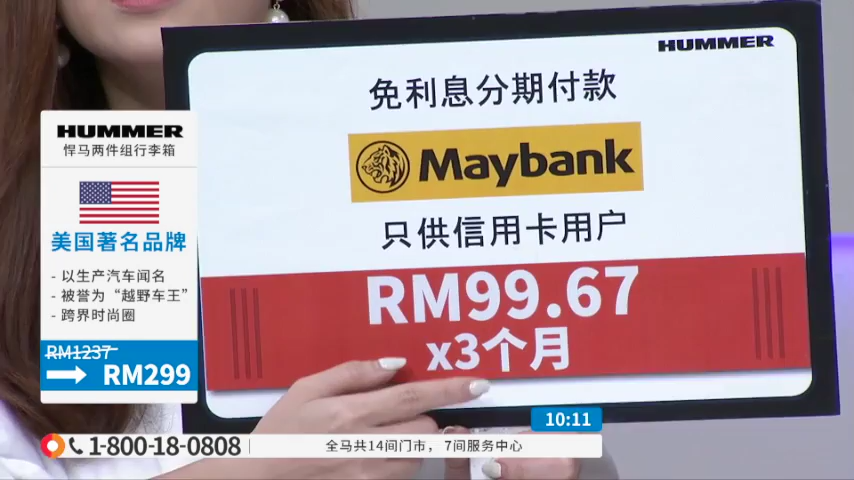 HUMMER
免利息分期付款
Maybank
只供信用卡用户
RM99.67
x3个月
HUMMER
悍马两件组行李箱
美国著名品牌
- 以生产汽车闻名
- 被誉为“越野车王”
- 跨界时尚圈
RM1237
RM299
10:11
1-800-18-0808
全马共14间门市，7间服务中心